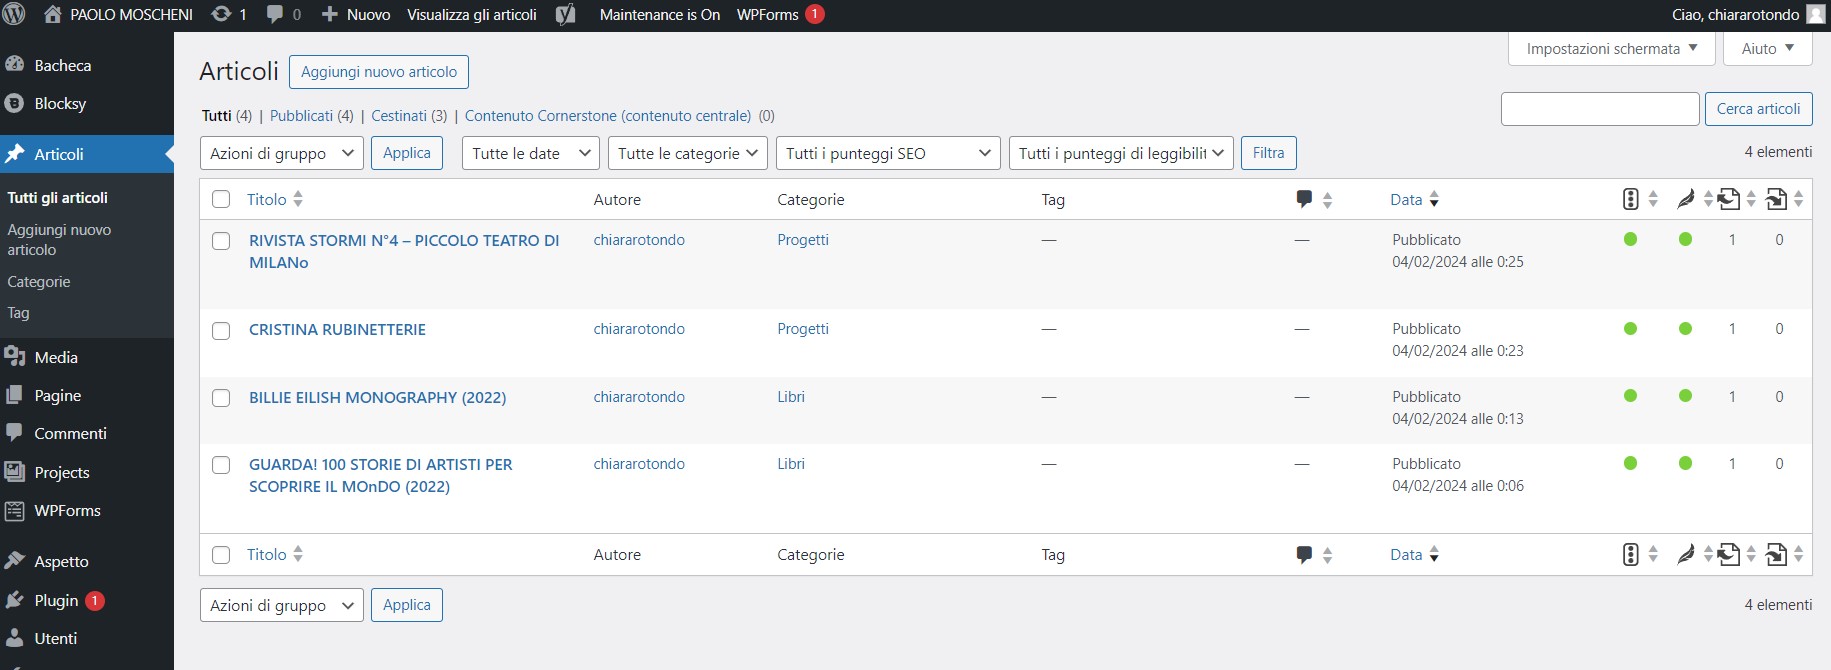 PAOLO MOSCHENI 1 0 Nuovo Visualizza gli articoli Maintenance is On WPForms 1 Ciao, chiararotondo
Bacheca
Blocksy
Articoli
Tutti gli articoli
Aggiungi nuovo
articolo
Categorie
Tag
Media
Pagine
Commenti
Projects
WPForms
Aspetto
Plugin 1
Utenti
Impostazioni schermata Aiuto
Articoli Aggiungi nuovo articolo
Tutti (4) | Pubblicati (4) | Cestinati (3) | Contenuto Cornerstone (contenuto centrale) (0)
Cerca articoli
Azioni di gruppo Applica Tutte le date Tutte le categorie Tutti i punteggi SEO Tutti i punteggi di leggibilit Filtra 4 elementi
Titolo Autore Categorie Tag Data
RIVISTA STORMI N°4 – PICCOLO TEATRO DI chiararotondo Progetti — — Pubblicato 1 0
MILANo 04/02/2024 alle 0:25
CRISTINA RUBINETTERIE chiararotondo Progetti — — Pubblicato 1 0
04/02/2024 alle 0:23
BILLIE EILISH MONOGRAPHY (2022) chiararotondo Libri — — Pubblicato 1 0
04/02/2024 alle 0:13
GUARDA! 100 STORIE DI ARTISTI PER chiararotondo Libri — — Pubblicato 1 0
SCOPRIRE IL MOnDO (2022) 04/02/2024 alle 0:06
Titolo Autore Categorie Tag Data
Azioni di gruppo Applica 4 elementi